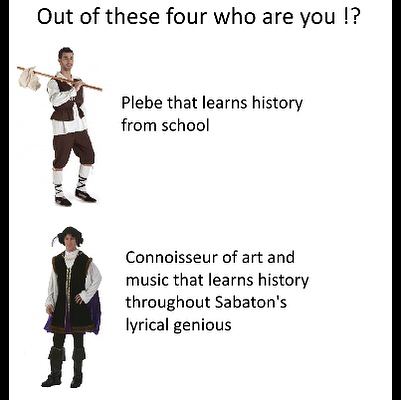 Out of these four who are you !?
Plebe that learns history
from school
Connoisseur of art and
music that learns history
throughout Sabaton's
lyrical genious